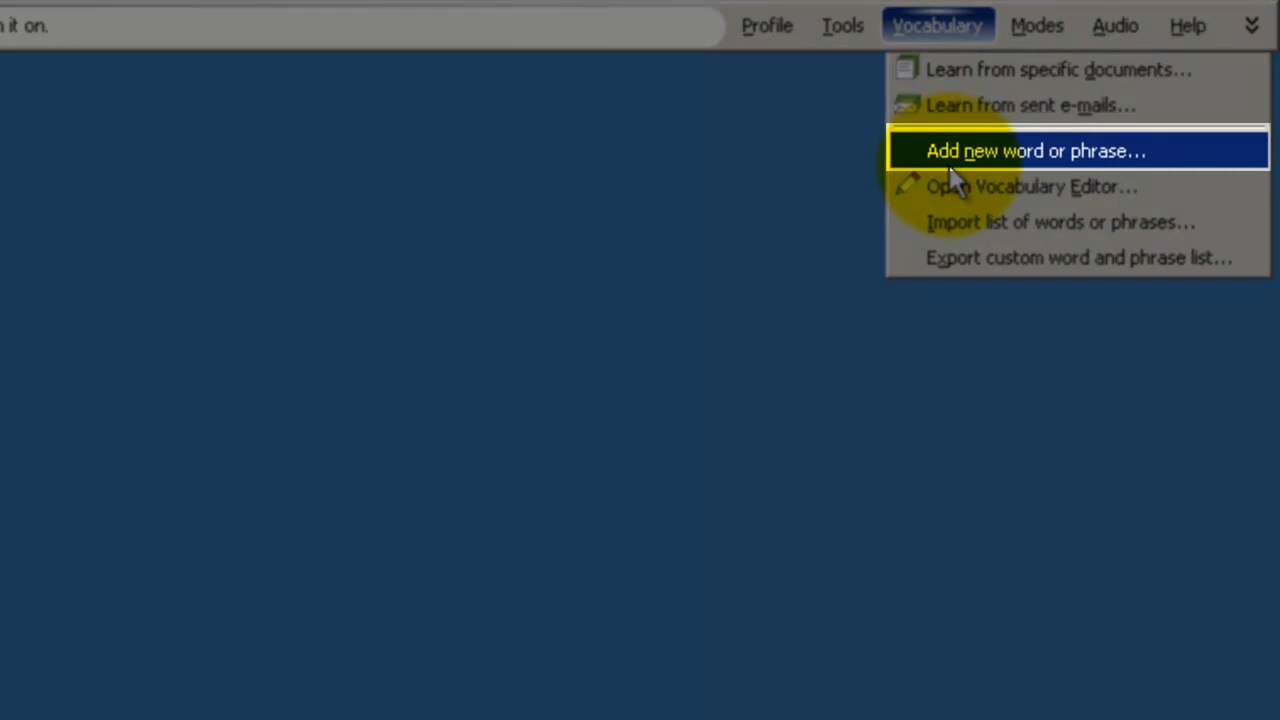 it on. Profile Tools Vocabulary Modes Audio Help
Learn from specific documents...
Learn from sent e-mails...
Add new word or phrase...
Open Vocabulary Editor...
Import list of words or phrases...
Export custom word and phrase list...